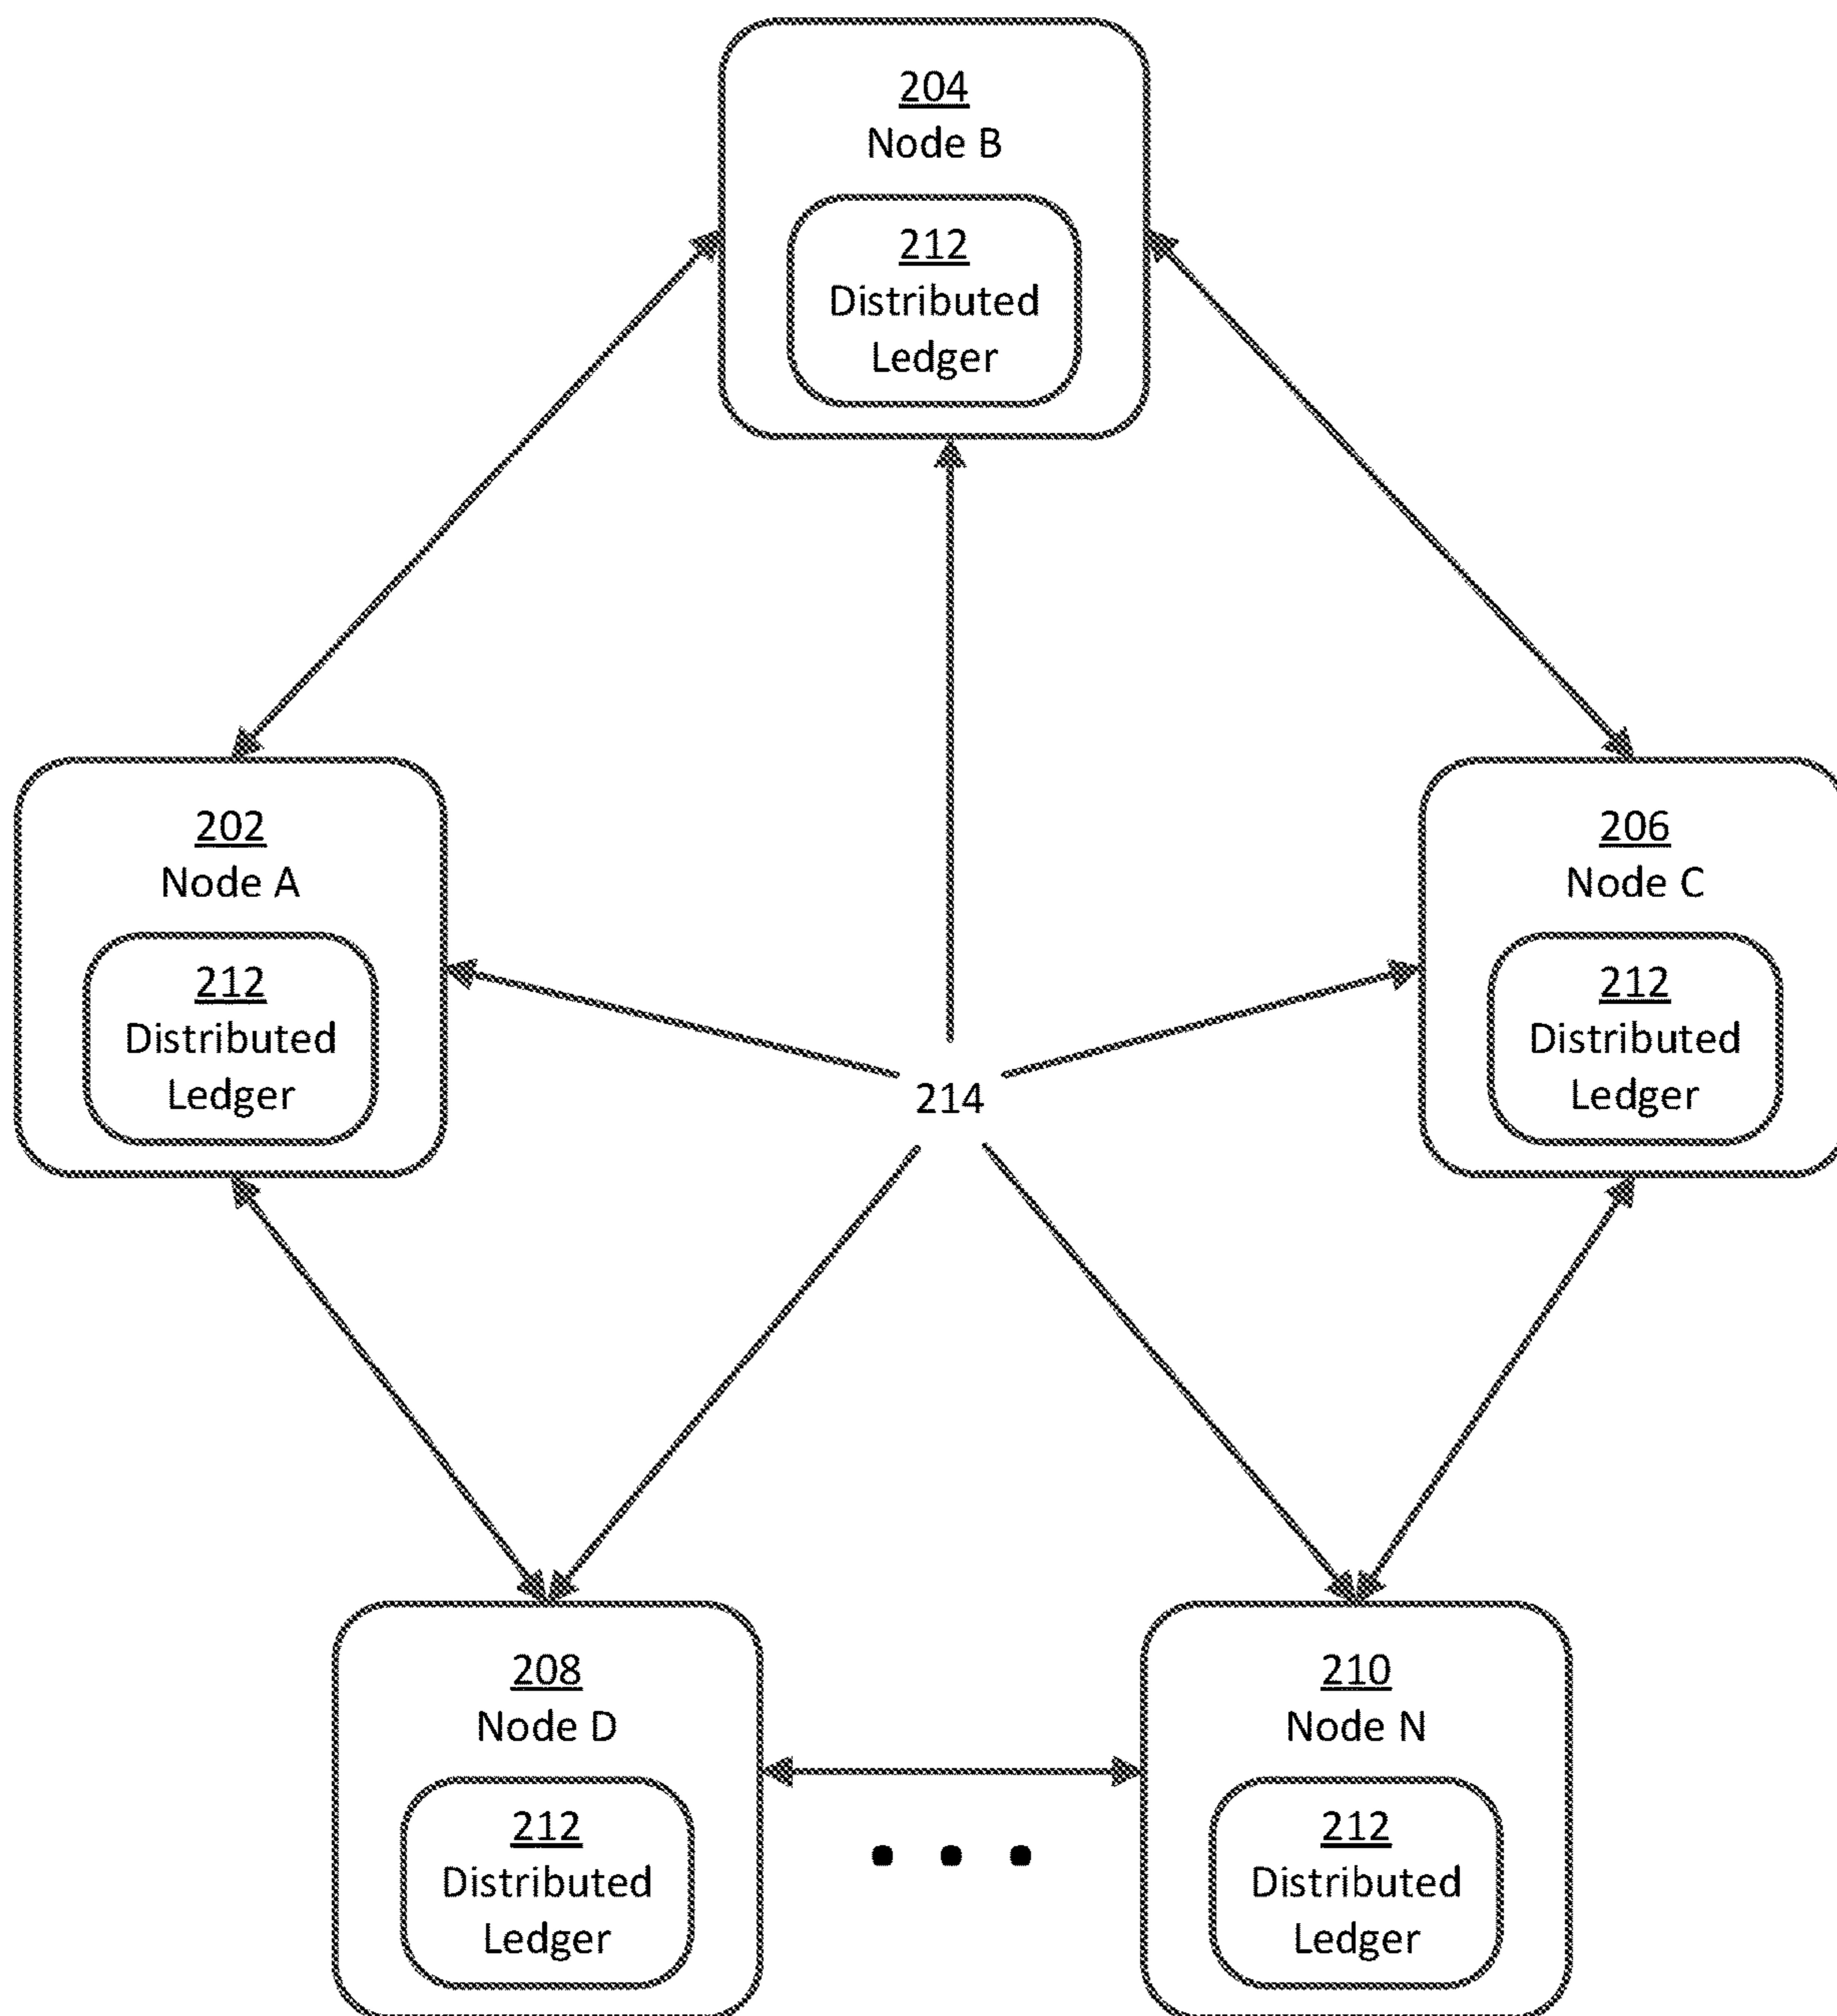 204
Node B
212
Distributed
Ledger
202
Node A
212
Distributed
Ledger
206
Node C
212
Distributed
Ledger
214
208
Node D
212
Distributed
Ledger
210
Node N
212
Distributed
Ledger